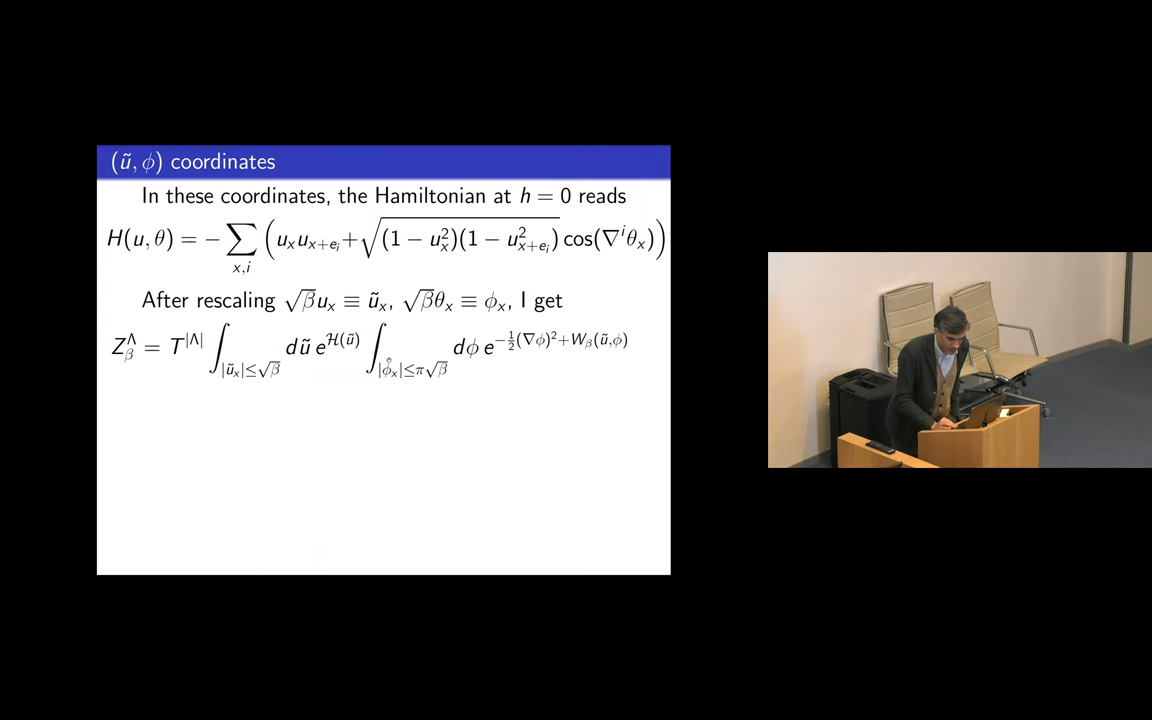 (ũ, ϕ) coordinates
In these coordinates, the Hamiltonian at h = 0 reads
H(u, θ) = − ∑_{x,i} ( u_x u_{x+e_i} + √((1 − u_x^2)(1 − u_{x+e_i}^2)) cos(∇^i θ_x) )
After rescaling √β u_x ≡ ũ_x, √β θ_x ≡ ϕ_x, I get
Z_β^Λ = T^{|Λ|} ∫_{|ũ_x|≤√β} dũ e^{ℋ(ũ)} ∫_{|ϕ_x|≤π√β} dϕ e^{−½(∇ϕ)^2+W_β(ũ,ϕ)}